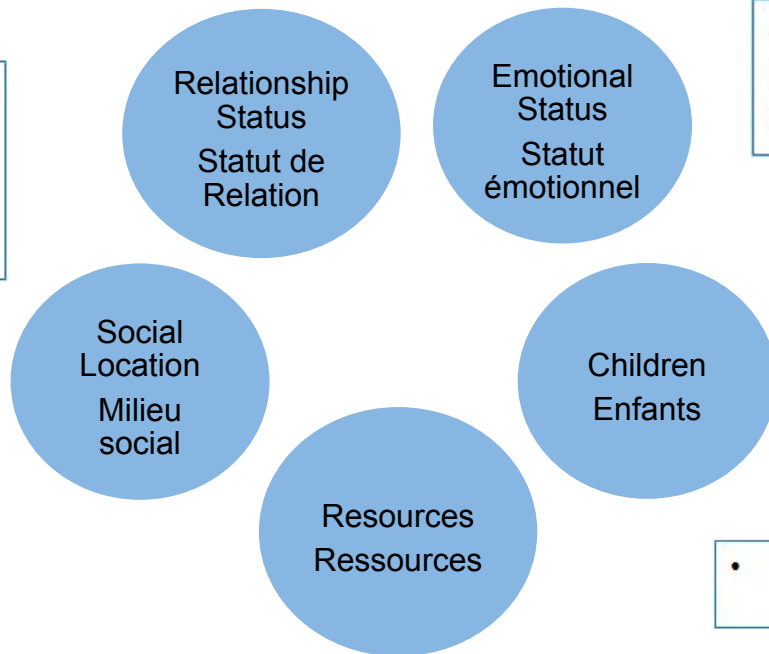 Relationship
Status
Statut de
Relation
Emotional
Status
Statut
émotionnel
Social
Location
Milieu
social
Children
Enfants
Resources
Ressources
•